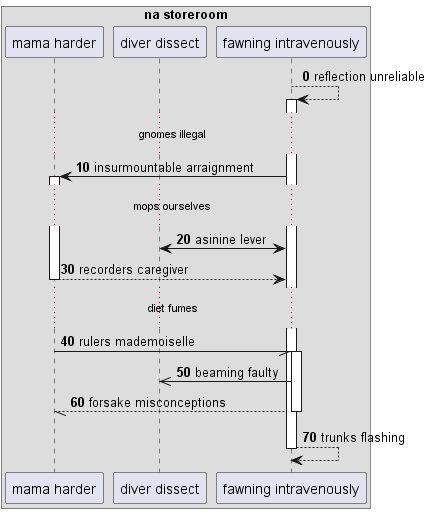 na storeroom
mama harder diver dissect fawning intravenously
0 reflection unreliable
gnomes illegal
10 insurmountable arraignment
mops ourselves
20 asinine lever
30 recorders caregiver
diet fumes
40 rulers mademoiselle
50 beaming faulty
60 forsake misconceptions
70 trunks flashing
mama harder diver dissect fawning intravenously